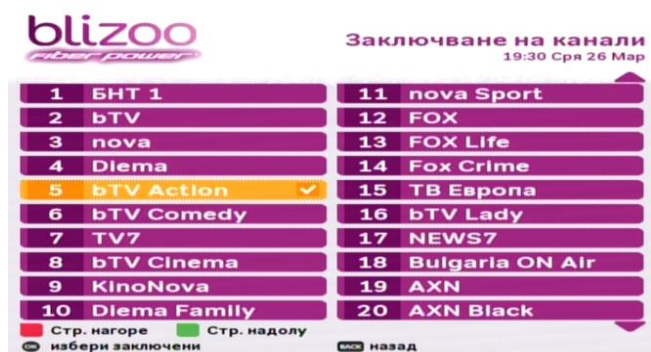 blizoo
Fiber power
Заключване на канали
19:30 Сря 26 Мар
1 БНТ 1
2 bTV
3 nova
4 Diema
5 bTV Action
6 bTV Comedy
7 TV7
8 bTV Cinema
9 KinoNova
10 Diema Family
11 nova Sport
12 FOX
13 FOX Life
14 Fox Crime
15 ТВ Европа
16 bTV Lady
17 NEWS7
18 Bulgaria ON Air
19 AXN
20 AXN Black
Стр. нагоре Стр. надолу
OK избери заключени BACK назад